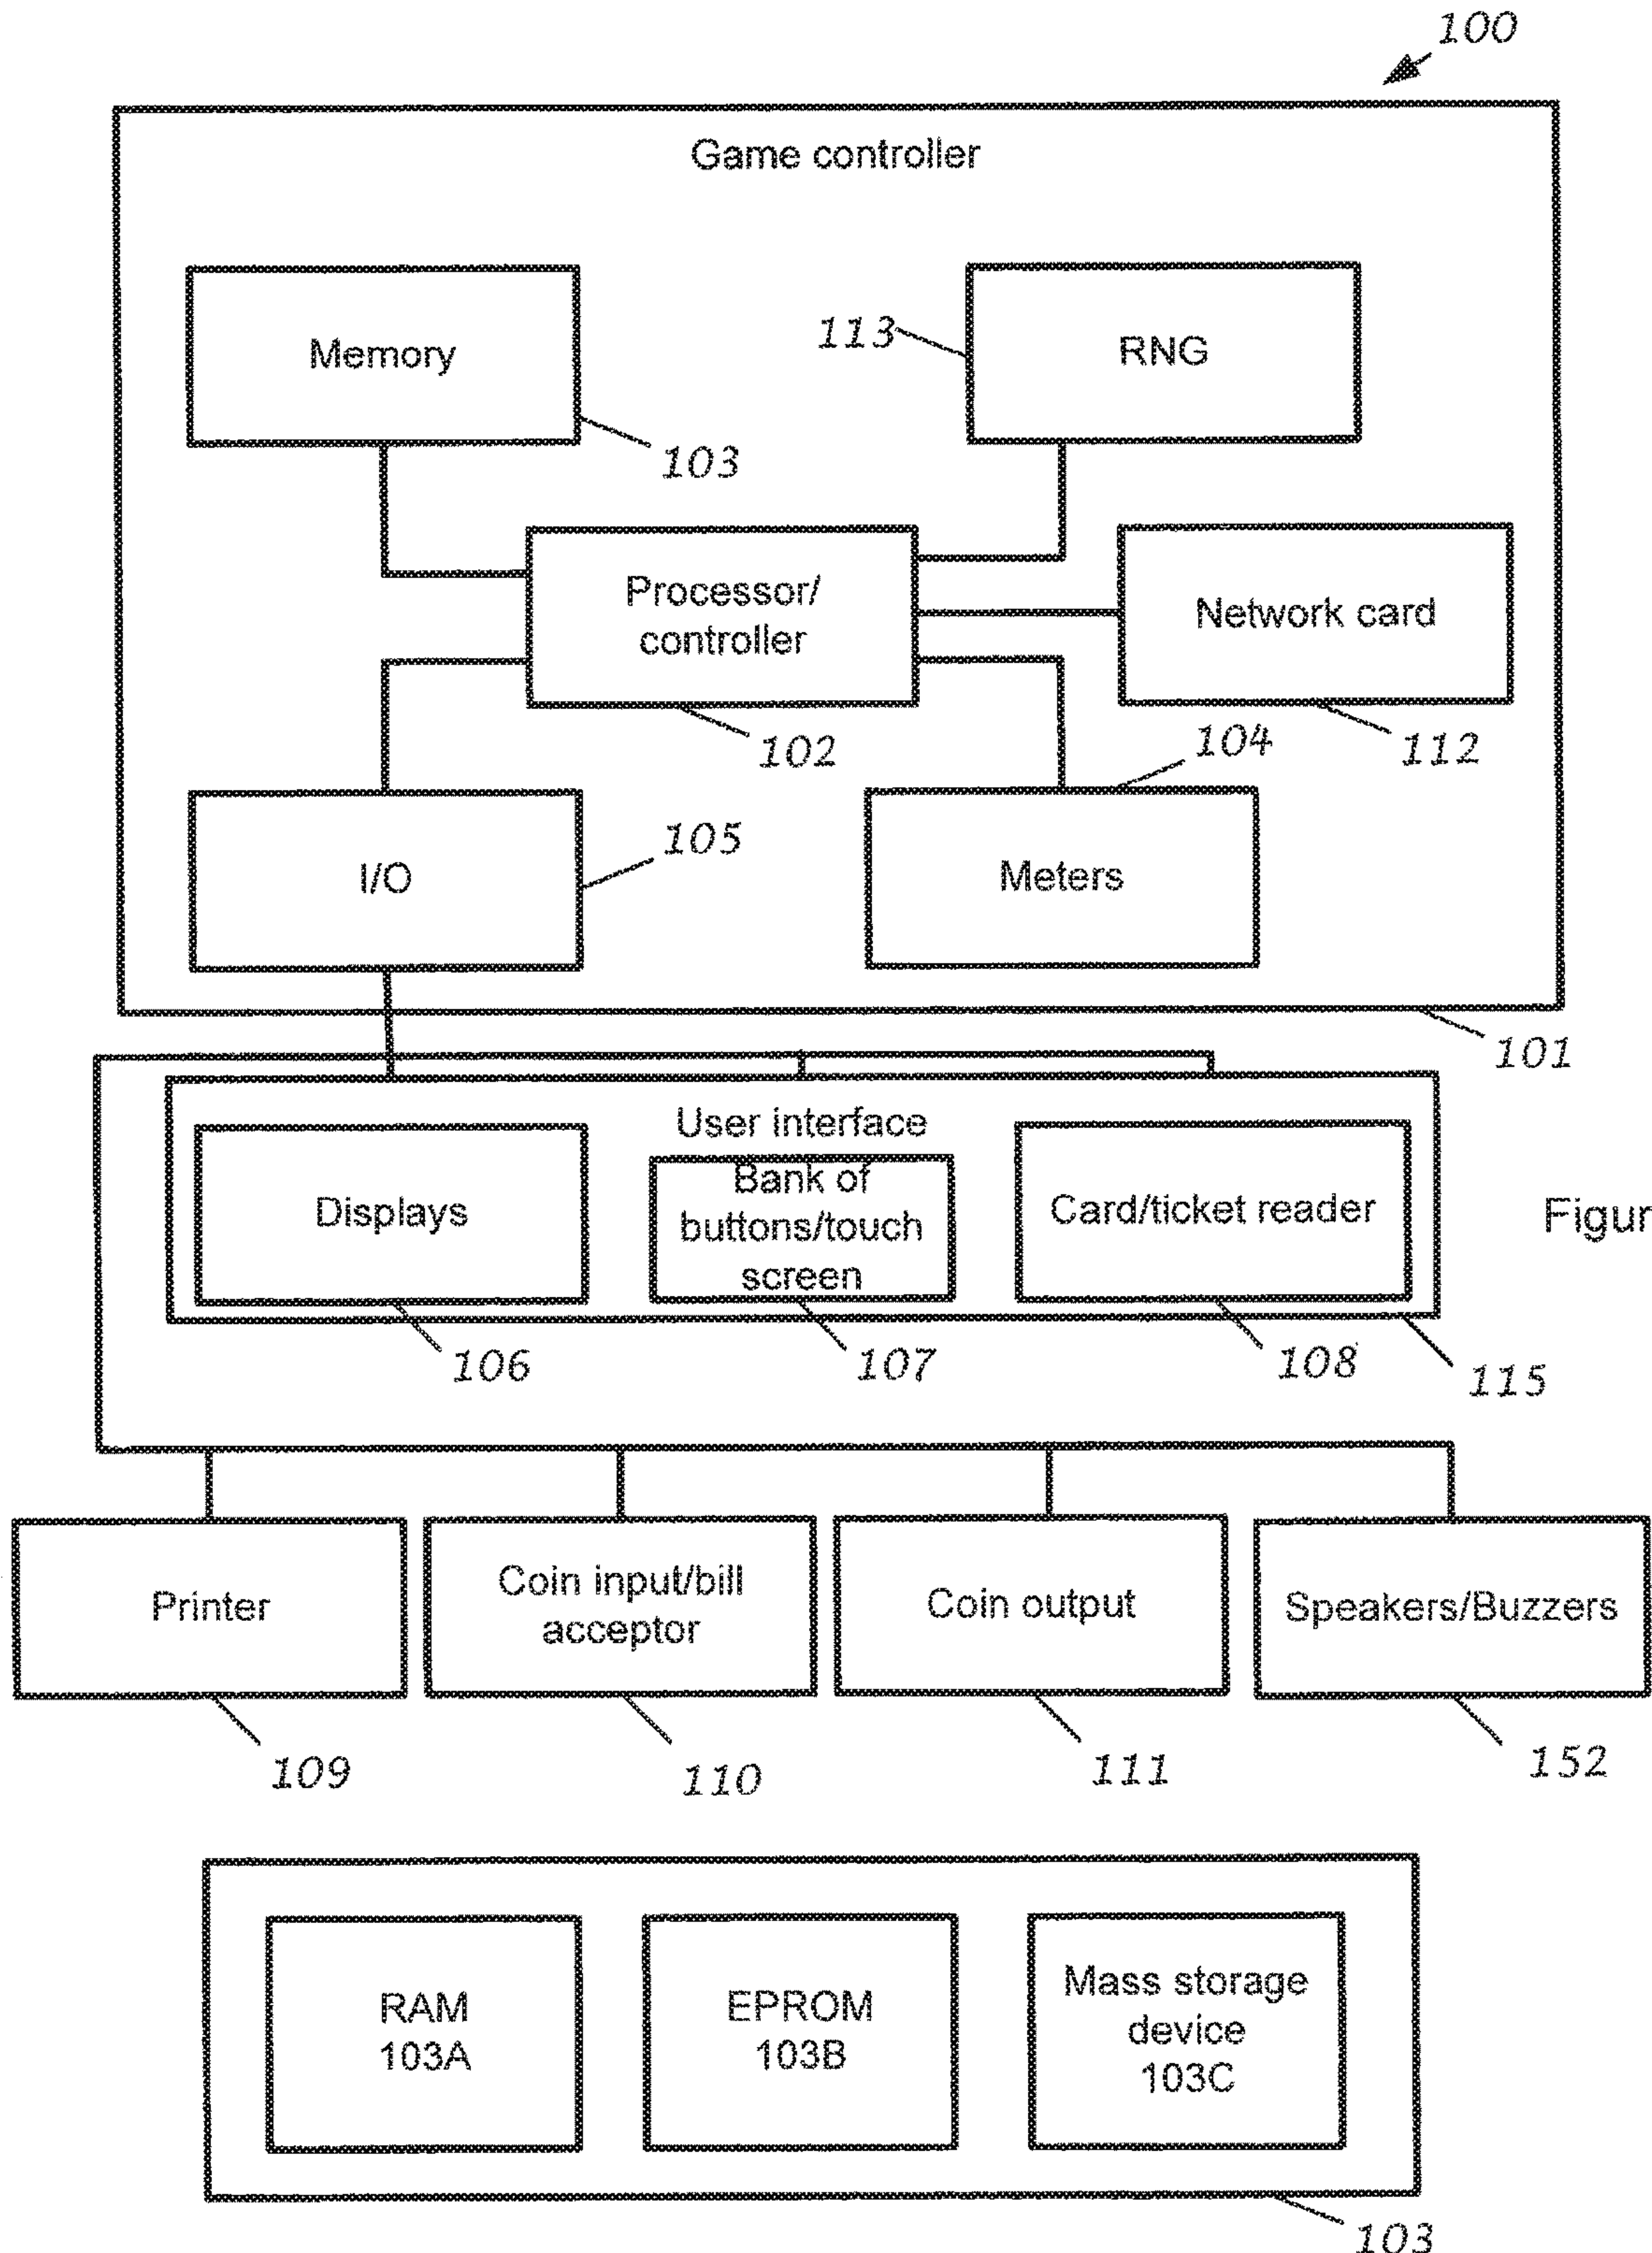 100
Game controller
Memory
113
RNG
103
Processor/
controller
Network card
102
104
112
I/O
105
Meters
101
User interface
Displays
Bank of
buttons/touch
screen
Card/ticket reader
Figur
106
107
108
115
Printer
Coin input/bill
acceptor
Coin output
Speakers/Buzzers
109
110
111
152
RAM
103A
EPROM
103B
Mass storage
device
103C
103